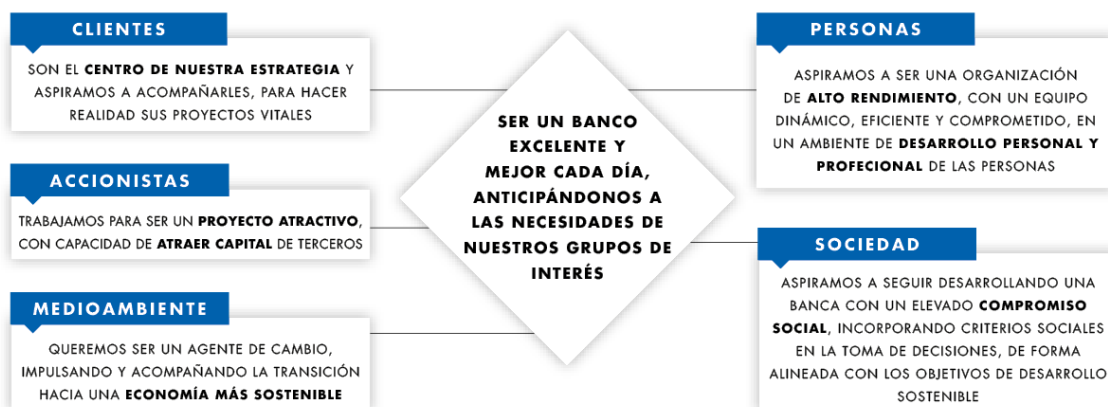 CLIENTES
SON EL CENTRO DE NUESTRA ESTRATEGIA Y
ASPIRAMOS A ACOMPAÑARLES, PARA HACER
REALIDAD SUS PROYECTOS VITALES
ACCIONISTAS
TRABAJAMOS PARA SER UN PROYECTO ATRACTIVO,
CON CAPACIDAD DE ATRAER CAPITAL DE TERCEROS
MEDIOAMBIENTE
QUEREMOS SER UN AGENTE DE CAMBIO,
IMPULSANDO Y ACOMPAÑANDO LA TRANSICIÓN
HACIA UNA ECONOMÍA MÁS SOSTENIBLE
SER UN BANCO
EXCELENTE Y
MEJOR CADA DÍA,
ANTICIPÁNDONOS A
LAS NECESIDADES DE
NUESTROS GRUPOS DE
INTERÉS
PERSONAS
ASPIRAMOS A SER UNA ORGANIZACIÓN
DE ALTO RENDIMIENTO, CON UN EQUIPO
DINÁMICO, EFICIENTE Y COMPROMETIDO, EN
UN AMBIENTE DE DESARROLLO PERSONAL Y
PROFECIONAL DE LAS PERSONAS
SOCIEDAD
ASPIRAMOS A SEGUIR DESARROLLANDO UNA
BANCA CON UN ELEVADO COMPROMISO
SOCIAL, INCORPORANDO CRITERIOS SOCIALES
EN LA TOMA DE DECISIONES, DE FORMA
ALINEADA CON LOS OBJETIVOS DE DESARROLLO
SOSTENIBLE